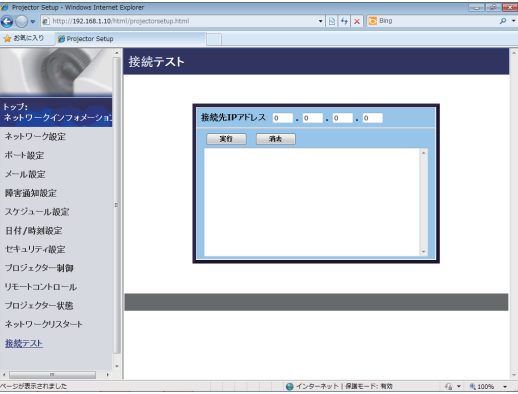 Projector Setup - Windows Internet Explorer
http://192.168.1.10/html/projectorsetup.html
Bing
お気に入り
Projector Setup
接続テスト
トップ:
ネットワークインフォメーション
ネットワーク設定
ポート設定
メール設定
障害通知設定
スケジュール設定
日付/時刻設定
セキュリティ設定
プロジェクター制御
リモートコントロール
プロジェクター状態
ネットワークリスタート
接続テスト
接続先IPアドレス 0 . 0 . 0 . 0
実行 消去
ページが表示されました
インターネット | 保護モード: 有効
100%